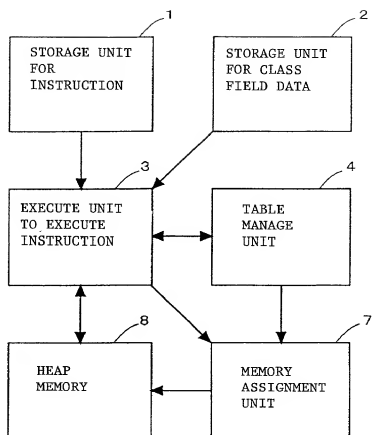 1
2
STORAGE UNIT
FOR
INSTRUCTION
STORAGE UNIT
FOR CLASS
FIELD DATA
3
4
EXECUTE UNIT
TO EXECUTE
INSTRUCTION
TABLE
MANAGE
UNIT
8
7
HEAP
MEMORY
MEMORY
ASSIGNMENT
UNIT